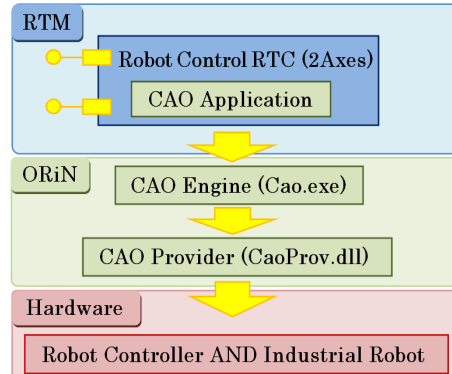 RTM
Robot Control RTC (2Axes)
CAO Application
ORiN
CAO Engine (Cao.exe)
CAO Provider (CaoProv.dll)
Hardware
Robot Controller AND Industrial Robot